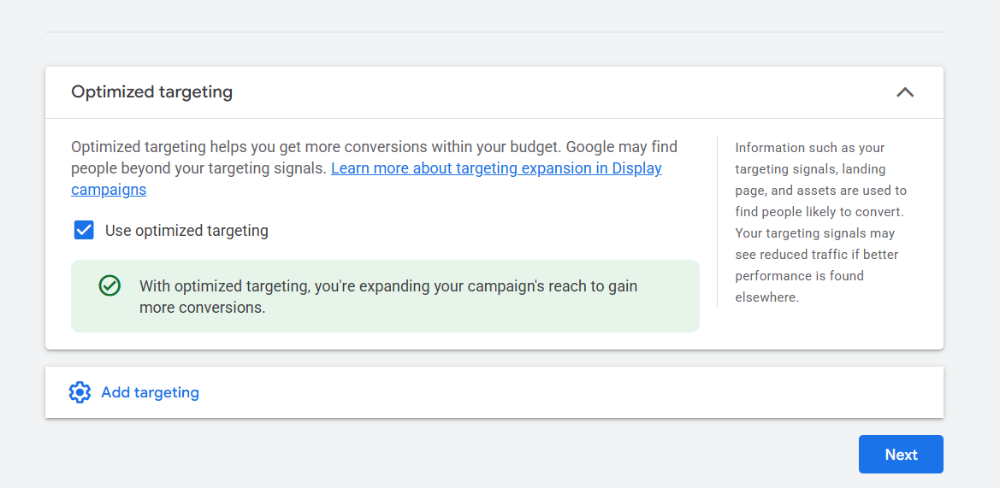 Optimized targeting
Optimized targeting helps you get more conversions within your budget. Google may find
people beyond your targeting signals. Learn more about targeting expansion in Display
campaigns
Use optimized targeting
With optimized targeting, you're expanding your campaign's reach to gain
more conversions.
Information such as your
targeting signals, landing
page, and assets are used to
find people likely to convert.
Your targeting signals may
see reduced traffic if better
performance is found
elsewhere.
Add targeting
Next